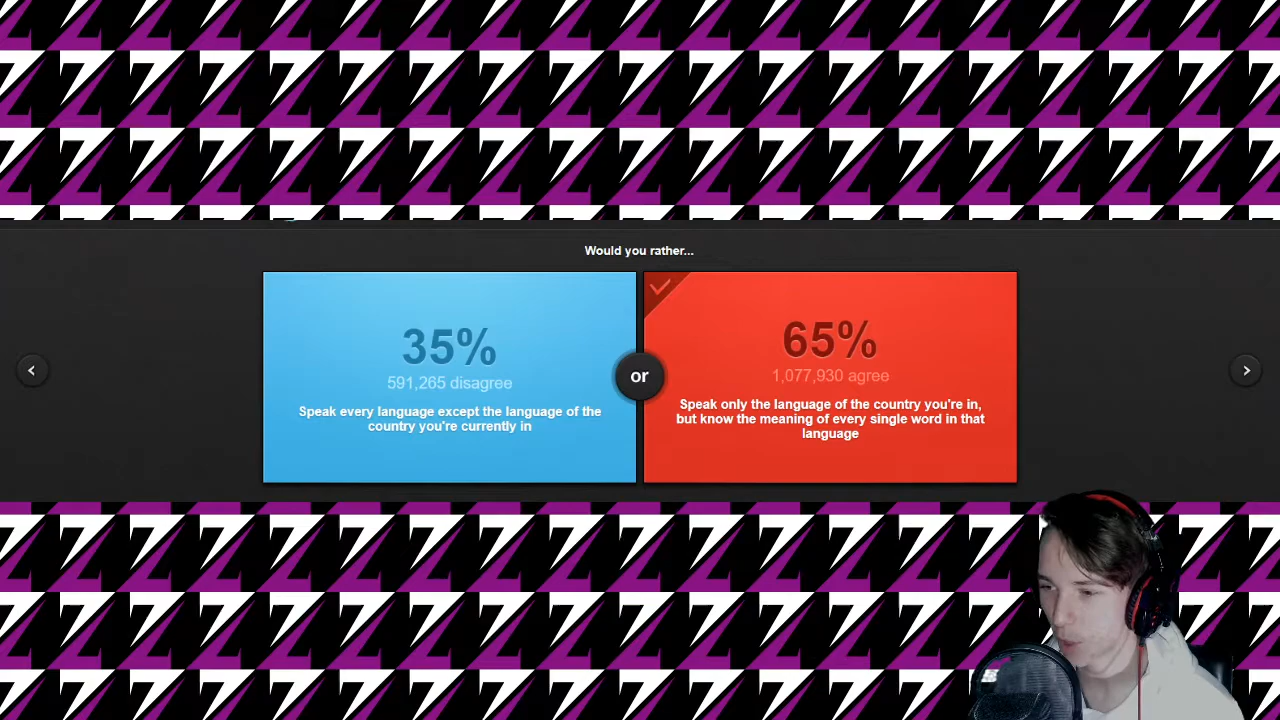 Would you rather...
35%
591,265 disagree
Speak every language except the language of the
country you're currently in
or
65%
1,077,930 agree
Speak only the language of the country you're in,
but know the meaning of every single word in that
language